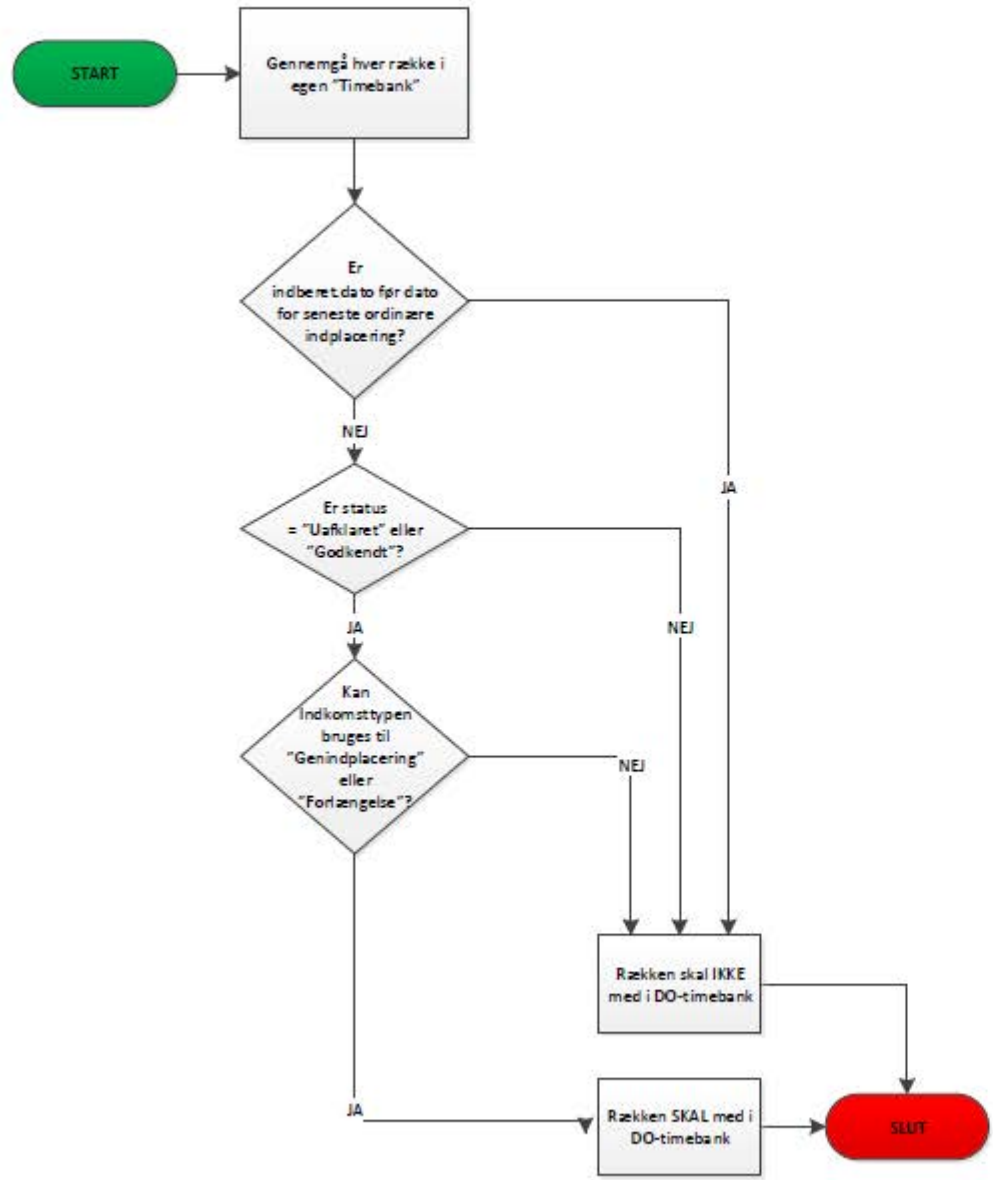 START
Gennemgå hver række i
egen "Timebank"
Er
indberet.dato før dato
for seneste ordinære
indplacering?
NEJ
JA
Er status
= "Uafklaret" eller
"Godkendt"?
JA
NEJ
Kan
Indkomsttypen
bruges til
"Genindplacering"
eller
"Forlængelse"?
NEJ
Rækken skal IKKE
med i DO-timebank
JA
Rækken SKAL med i
DO-timebank
SLUT